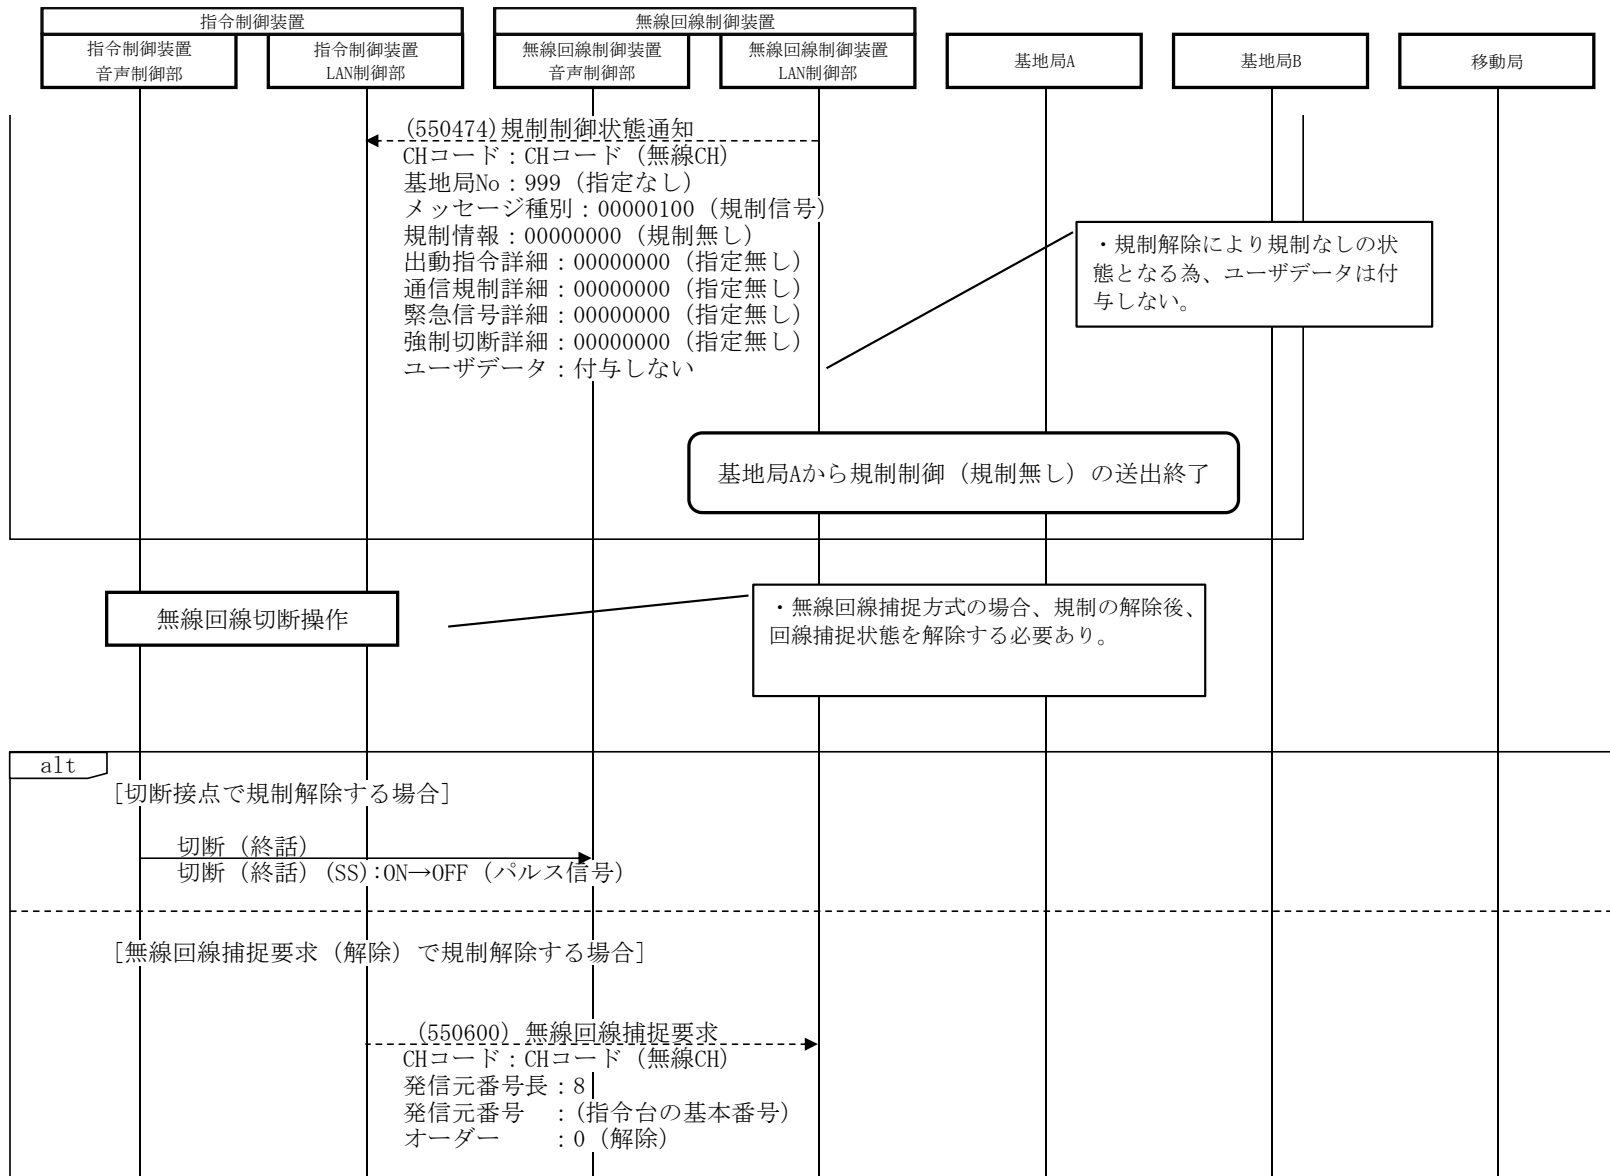 指令制御装置
無線回線制御装置
指令制御装置
音声制御部
指令制御装置
LAN制御部
無線回線制御装置
音声制御部
無線回線制御装置
LAN制御部
基地局A
基地局B
移動局
(550474)規制制御状態通知
CHコード：CHコード（無線CH）
基地局No：999（指定なし）
メッセージ種別：00000100（規制信号）
規制情報：00000000（規制無し）
出動指令詳細：00000000（指定無し）
通信規制詳細：00000000（指定無し）
緊急信号詳細：00000000（指定無し）
強制切断詳細：00000000（指定無し）
ユーザデータ：付与しない
・規制解除により規制なしの状
態となる為、ユーザデータは付
与しない。
基地局Aから規制制御（規制無し）の送出終了
無線回線切断操作
・無線回線捕捉方式の場合、規制の解除後、
回線捕捉状態を解除する必要あり。
alt
[切断接点で規制解除する場合]
切断（終話）
切断（終話）(SS):ON→OFF（パルス信号）
[無線回線捕捉要求（解除）で規制解除する場合]
(550600) 無線回線捕捉要求
CHコード：CHコード（無線CH）
発信元番号長：8
発信元番号　：(指令台の基本番号)
オーダー　　：0（解除）